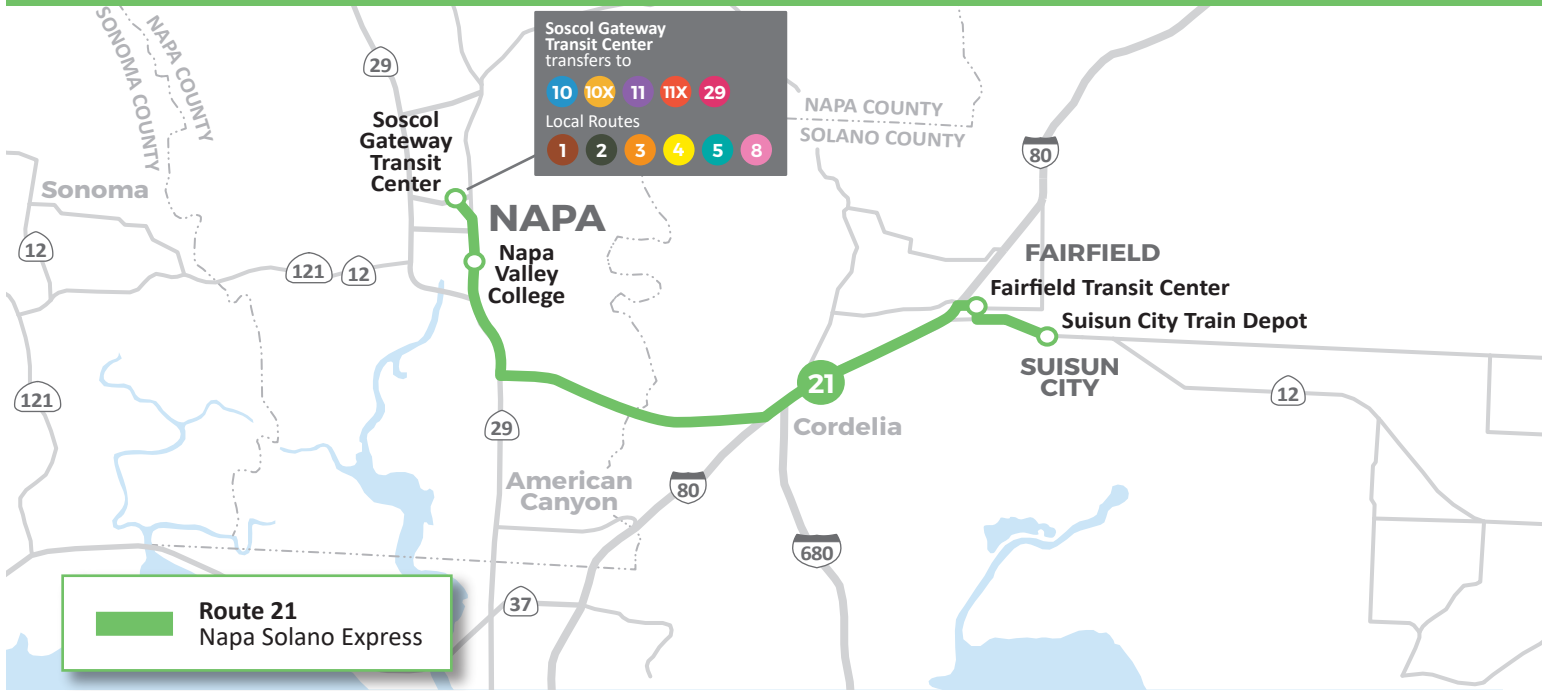 SONOMA COUNTY
NAPA COUNTY
29
Soscol Gateway
Transit Center
transfers to
10 10X 11 11X 29
Local Routes
1 2 3 4 5 8
NAPA COUNTY
SOLANO COUNTY
80
Soscol
Gateway
Transit
Center
Sonoma
NAPA
12
121 12
Napa
Valley
College
FAIRFIELD
Fairfield Transit Center
Suisun City Train Depot
SUISUN
CITY
21
121
12
29
Cordelia
American
Canyon
80
680
37
Route 21
Napa Solano Express